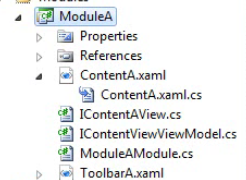 ModuleA
Properties
References
ContentA.xaml
ContentA.xaml.cs
IContentAView.cs
IContentViewViewModel.cs
ModuleAModule.cs
ToolbarA.xaml